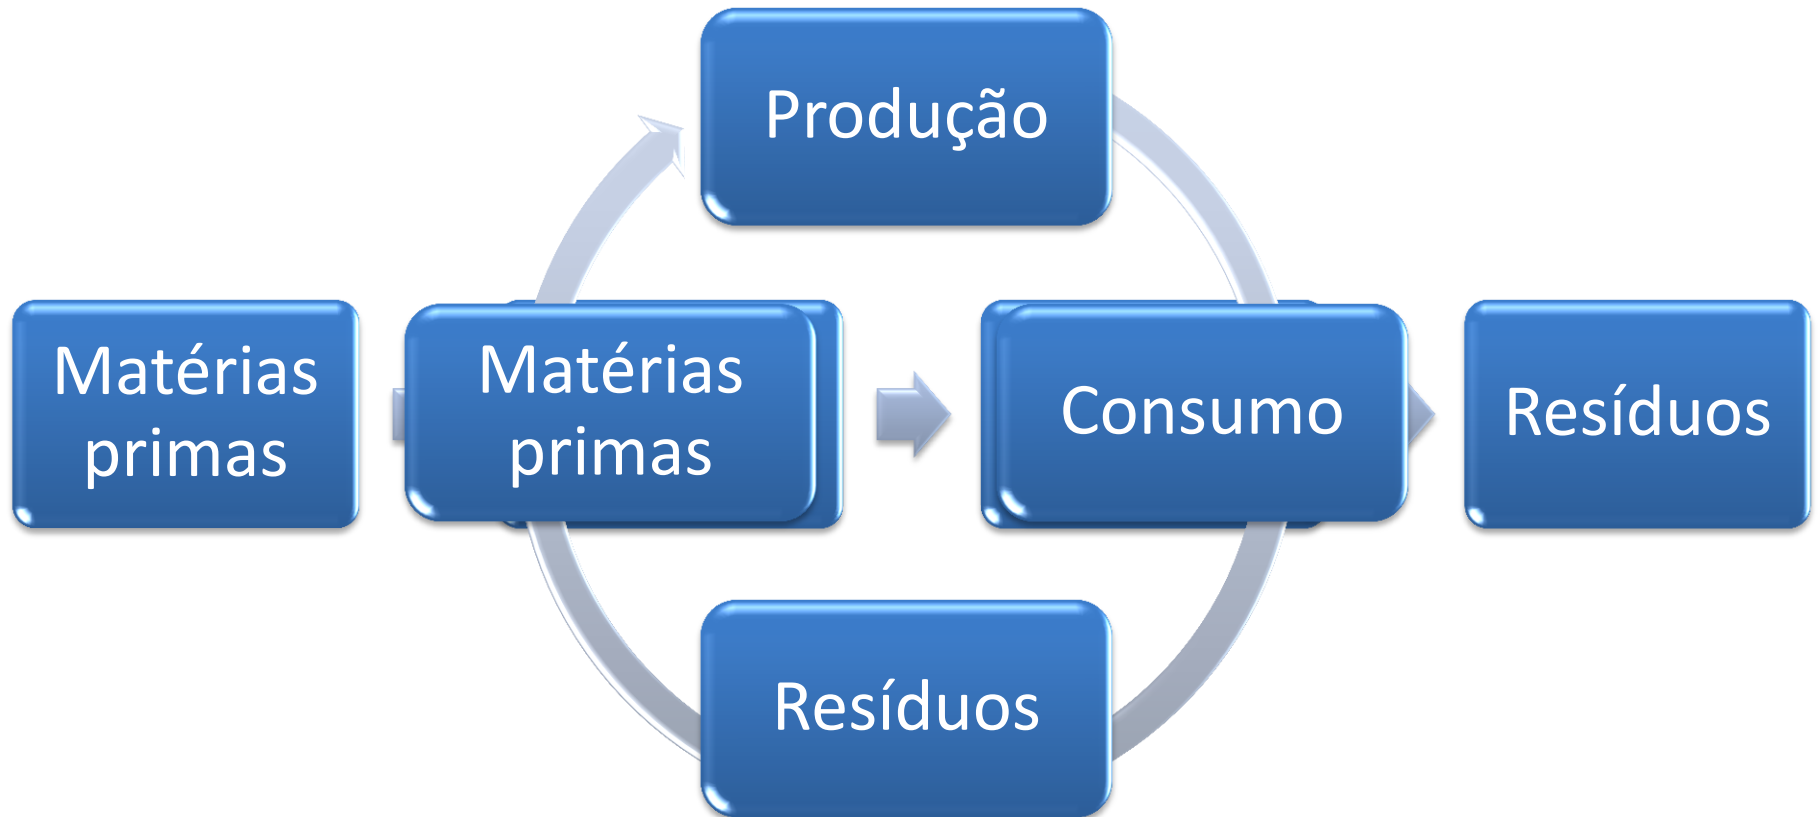 Produção
Matérias
primas
Matérias
primas
Consumo
Resíduos
Resíduos